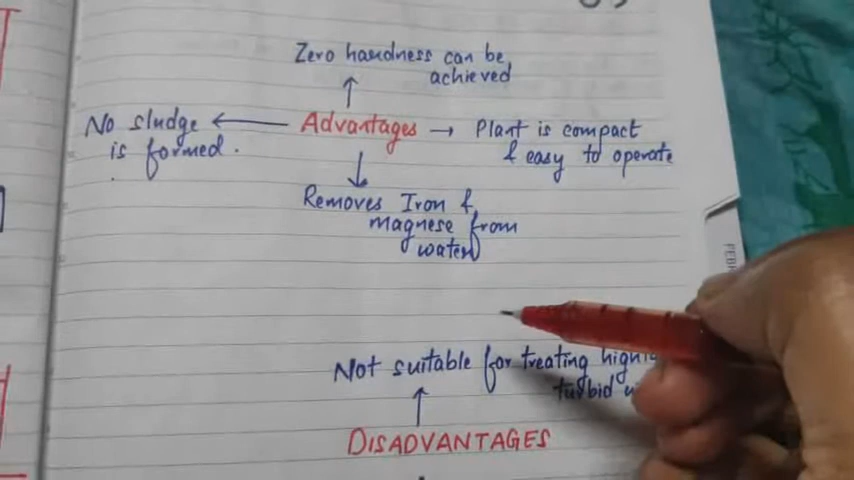 Zero hardness can be
achieved
No sludge
is formed.
Advantages
Plant is compact
& easy to operate
Removes Iron &
magnese from
water
Not suitable for treating
turbid
DISADVANTAGES